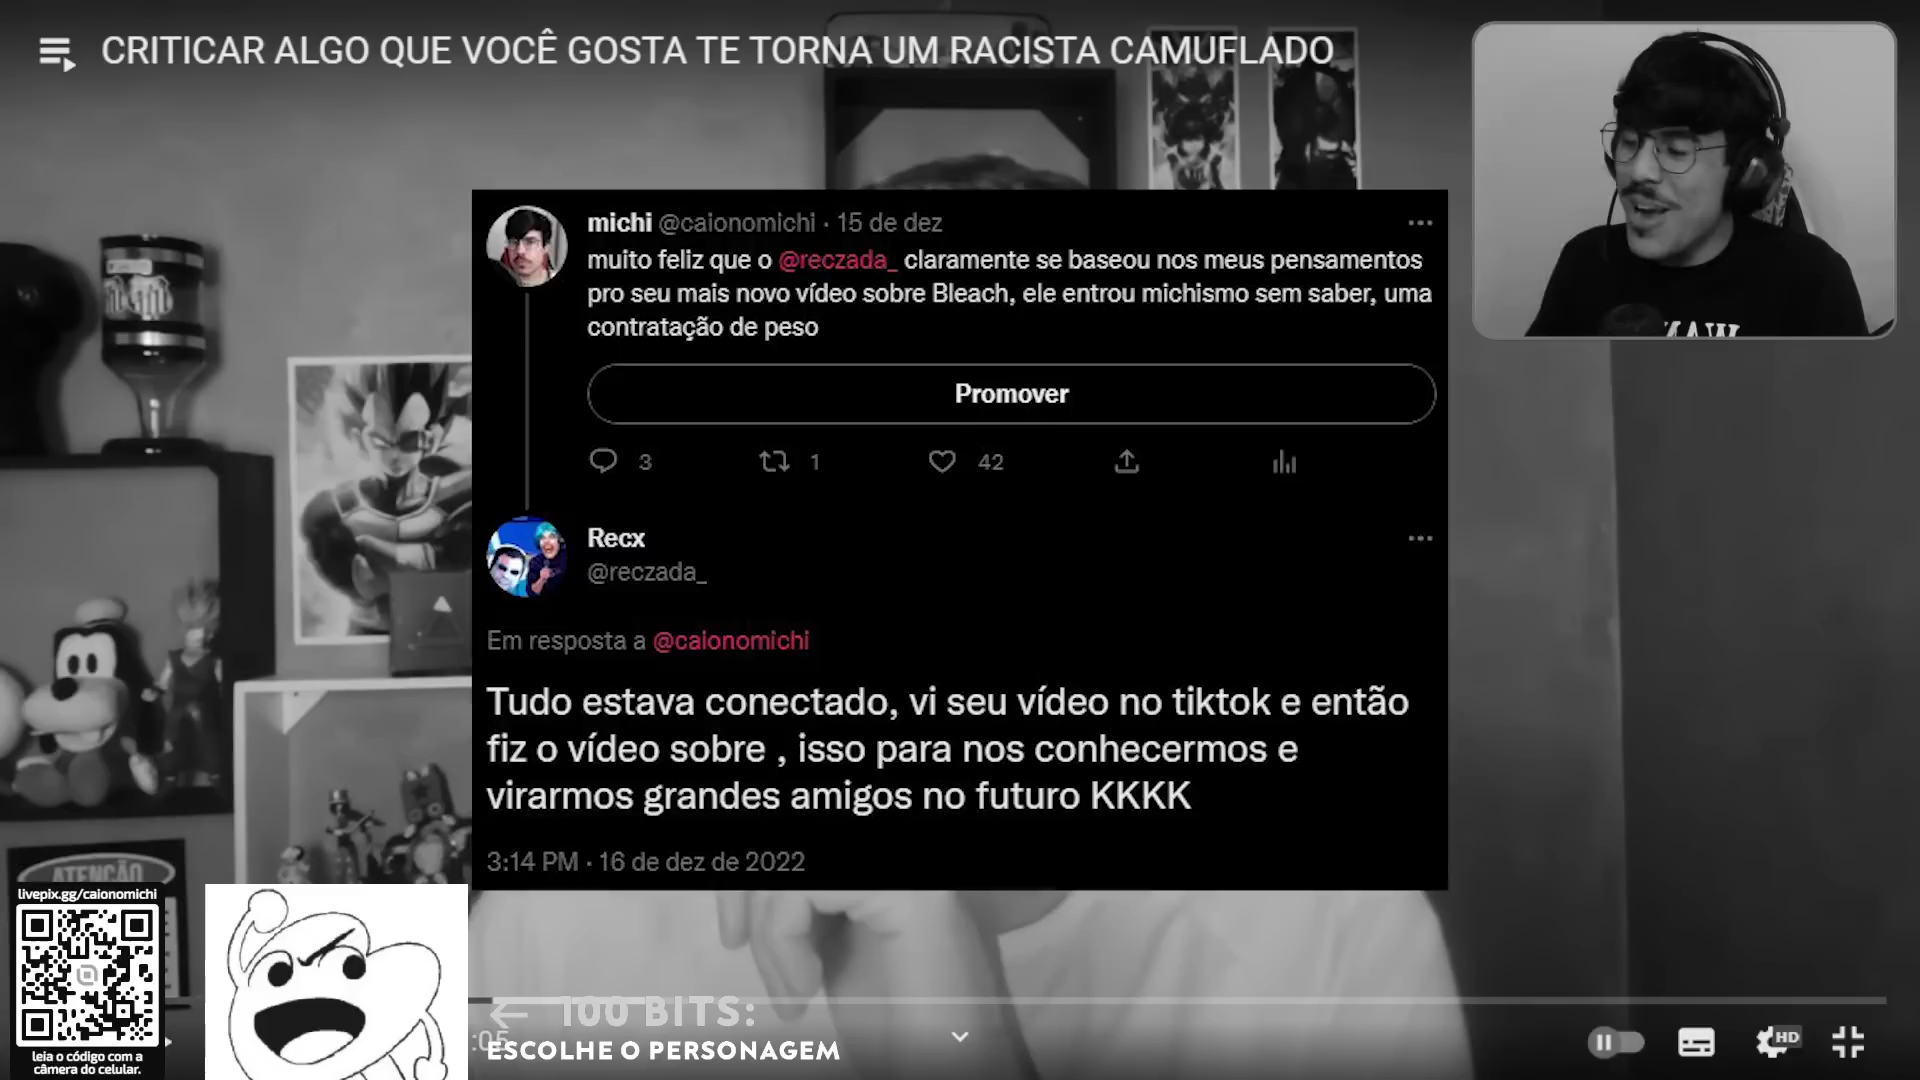 CRITICAR ALGO QUE VOCÊ GOSTA TE TORNA UM RACISTA CAMUFLADO
michi @caionomichi · 15 de dez
muito feliz que o @reczada_ claramente se baseou nos meus pensamentos
pro seu mais novo vídeo sobre Bleach, ele entrou michismo sem saber, uma
contratação de peso
Promover
3 1 42
Recx
@reczada_
Em resposta a @caionomichi
Tudo estava conectado, vi seu vídeo no tiktok e então
fiz o vídeo sobre , isso para nos conhecermos e
virarmos grandes amigos no futuro KKKK
3:14 PM · 16 de dez de 2022
ATENÇÃO
livepix.gg/caionomichi
leia o código com a
câmera do celular.
← 100 BITS:
ESCOLHE O PERSONAGEM
HD